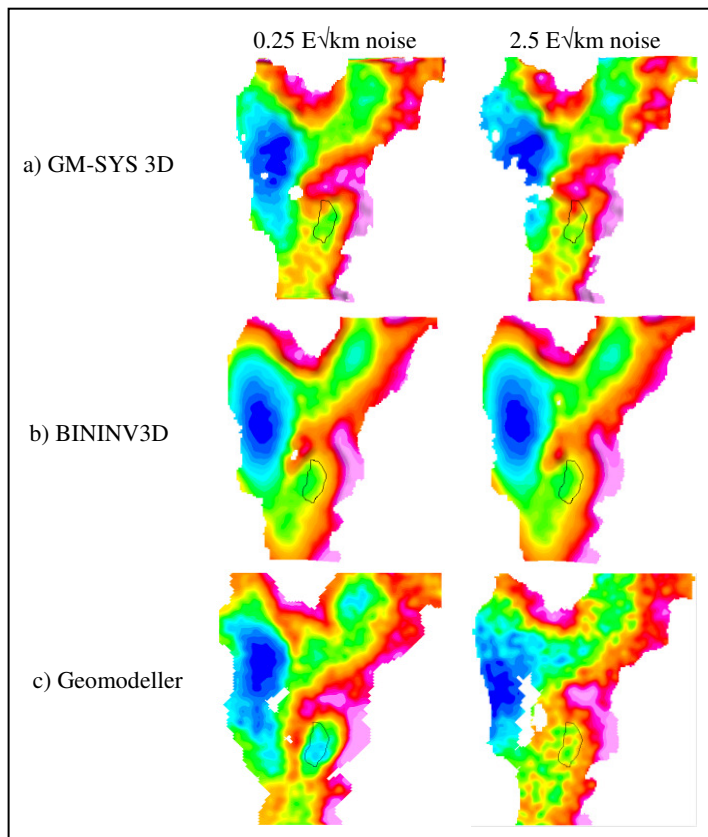 0.25 E√km noise
2.5 E√km noise
a) GM-SYS 3D
b) BININV3D
c) Geomodeller